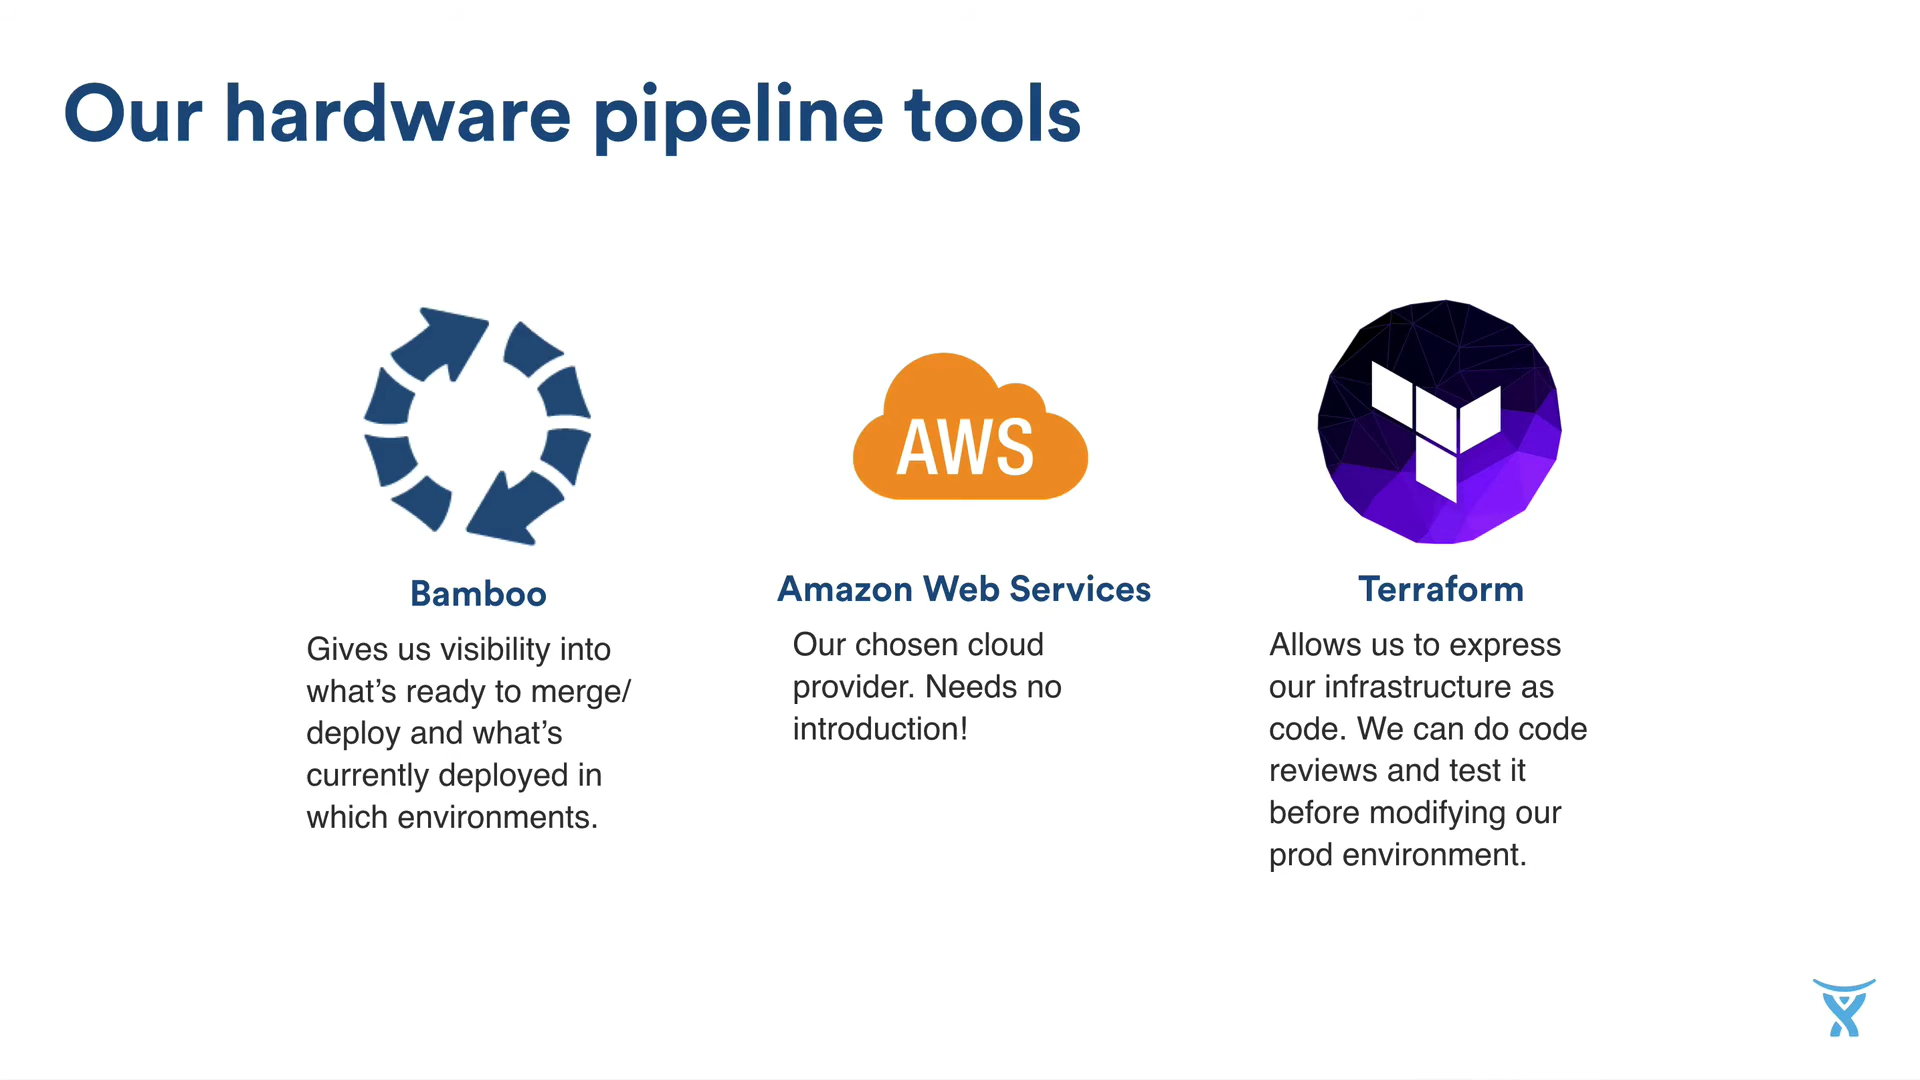 Our hardware pipeline tools
AWS
Bamboo
Gives us visibility into
what’s ready to merge/
deploy and what’s
currently deployed in
which environments.
Amazon Web Services
Our chosen cloud
provider. Needs no
introduction!
Terraform
Allows us to express
our infrastructure as
code. We can do code
reviews and test it
before modifying our
prod environment.